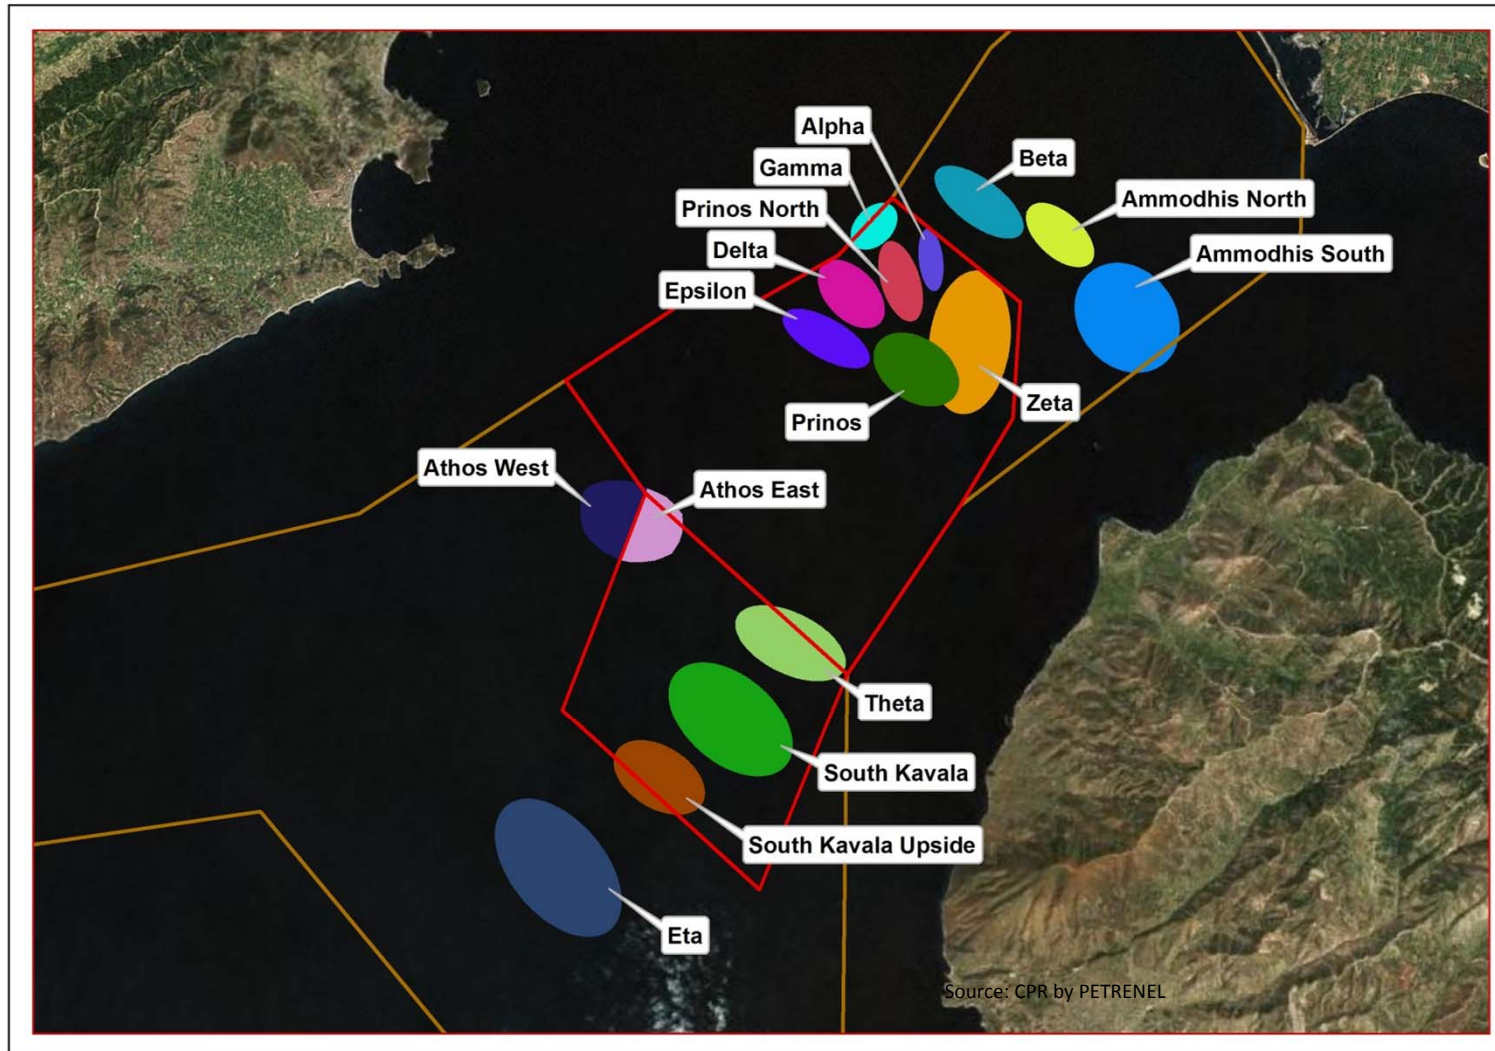 Alpha
Gamma
Beta
Prinos North
Ammodhis North
Delta
Ammodhis South
Epsilon
Zeta
Prinos
Athos West
Athos East
Theta
South Kavala
South Kavala Upside
Eta
Source: CPR by PETRENEL